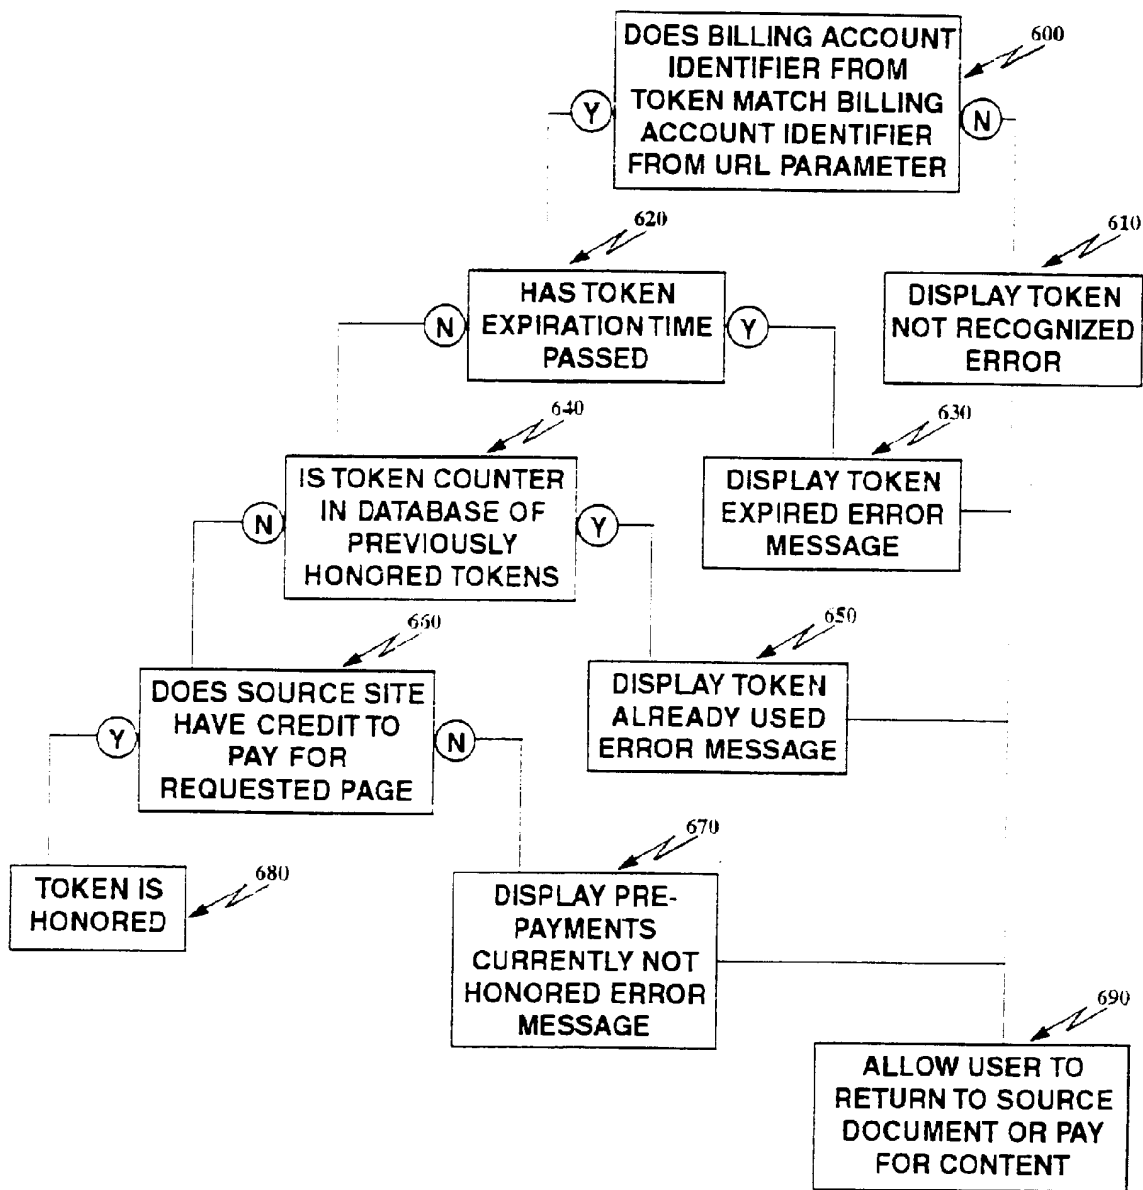 DOES BILLING ACCOUNT
IDENTIFIER FROM
TOKEN MATCH BILLING
ACCOUNT IDENTIFIER
FROM URL PARAMETER
600
Y
N
620
HAS TOKEN
EXPIRATION TIME
PASSED
N
Y
610
DISPLAY TOKEN
NOT RECOGNIZED
ERROR
640
IS TOKEN COUNTER
IN DATABASE OF
PREVIOUSLY
HONORED TOKENS
N
Y
630
DISPLAY TOKEN
EXPIRED ERROR
MESSAGE
660
DOES SOURCE SITE
HAVE CREDIT TO
PAY FOR
REQUESTED PAGE
Y
N
650
DISPLAY TOKEN
ALREADY USED
ERROR MESSAGE
TOKEN IS
HONORED
680
670
DISPLAY PRE-
PAYMENTS
CURRENTLY NOT
HONORED ERROR
MESSAGE
690
ALLOW USER TO
RETURN TO SOURCE
DOCUMENT OR PAY
FOR CONTENT